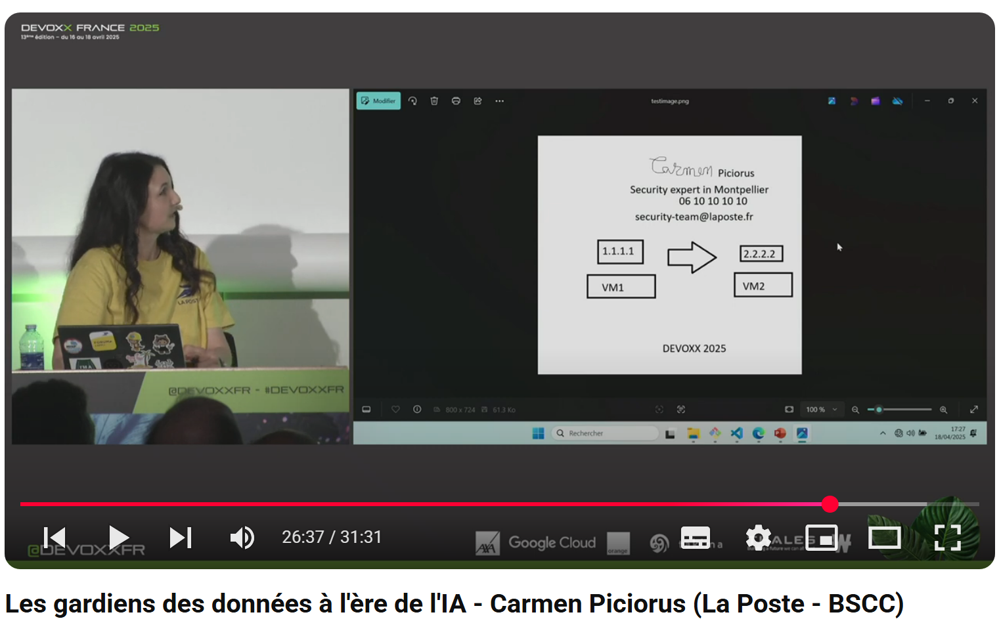 DEVOXX FRANCE 2025
13ème édition – du 16 au 18 avril 2025
Modifier
testimage.png
Carmen Piciorus
Security expert in Montpellier
06 10 10 10 10
security-team@laposte.fr
1.1.1.1
2.2.2.2
VM1
VM2
DEVOXX 2025
LA POSTE
@DEVOXXFR - #DEVOXXFR
800 x 724
61.3 Ko
100 %
Rechercher
17:27
18/04/2025
26:37 / 31:31
@DEVOXXFR
AXA
Google Cloud
orange
THALES
Les gardiens des données à l'ère de l'IA - Carmen Piciorus (La Poste - BSCC)